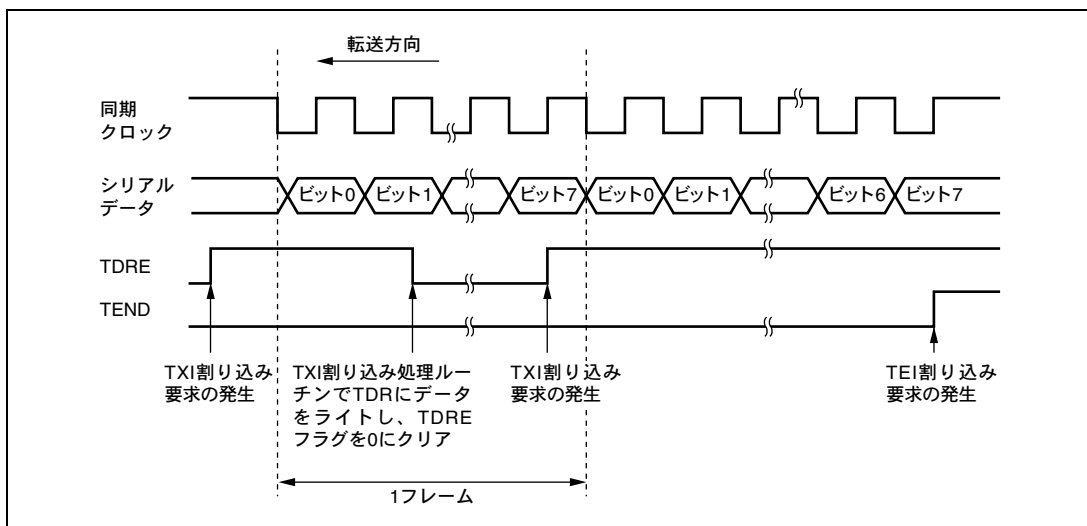 転送方向
同期
クロック
シリアル
データ
ビット0
ビット1
ビット7
ビット0
ビット1
ビット6
ビット7
TDRE
TEND
TXI割り込み
要求の発生
TXI割り込み処理ルー
チンでTDRにデータ
をライトし、TDRE
フラグを0にクリア
TXI割り込み
要求の発生
TEI割り込み
要求の発生
1フレーム